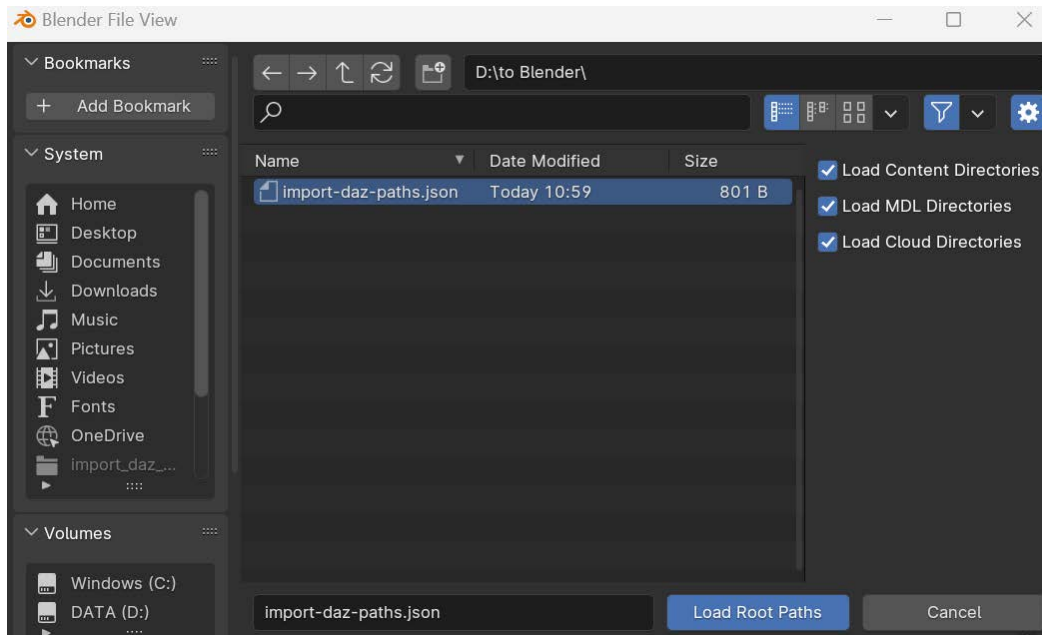 Blender File View
Bookmarks
Add Bookmark
System
Home
Desktop
Documents
Downloads
Music
Pictures
Videos
Fonts
OneDrive
import_daz_...
Volumes
Windows (C:)
DATA (D:)
D:\to Blender\
Name Date Modified Size
import-daz-paths.json Today 10:59 801 B
Load Content Directories
Load MDL Directories
Load Cloud Directories
import-daz-paths.json Load Root Paths Cancel